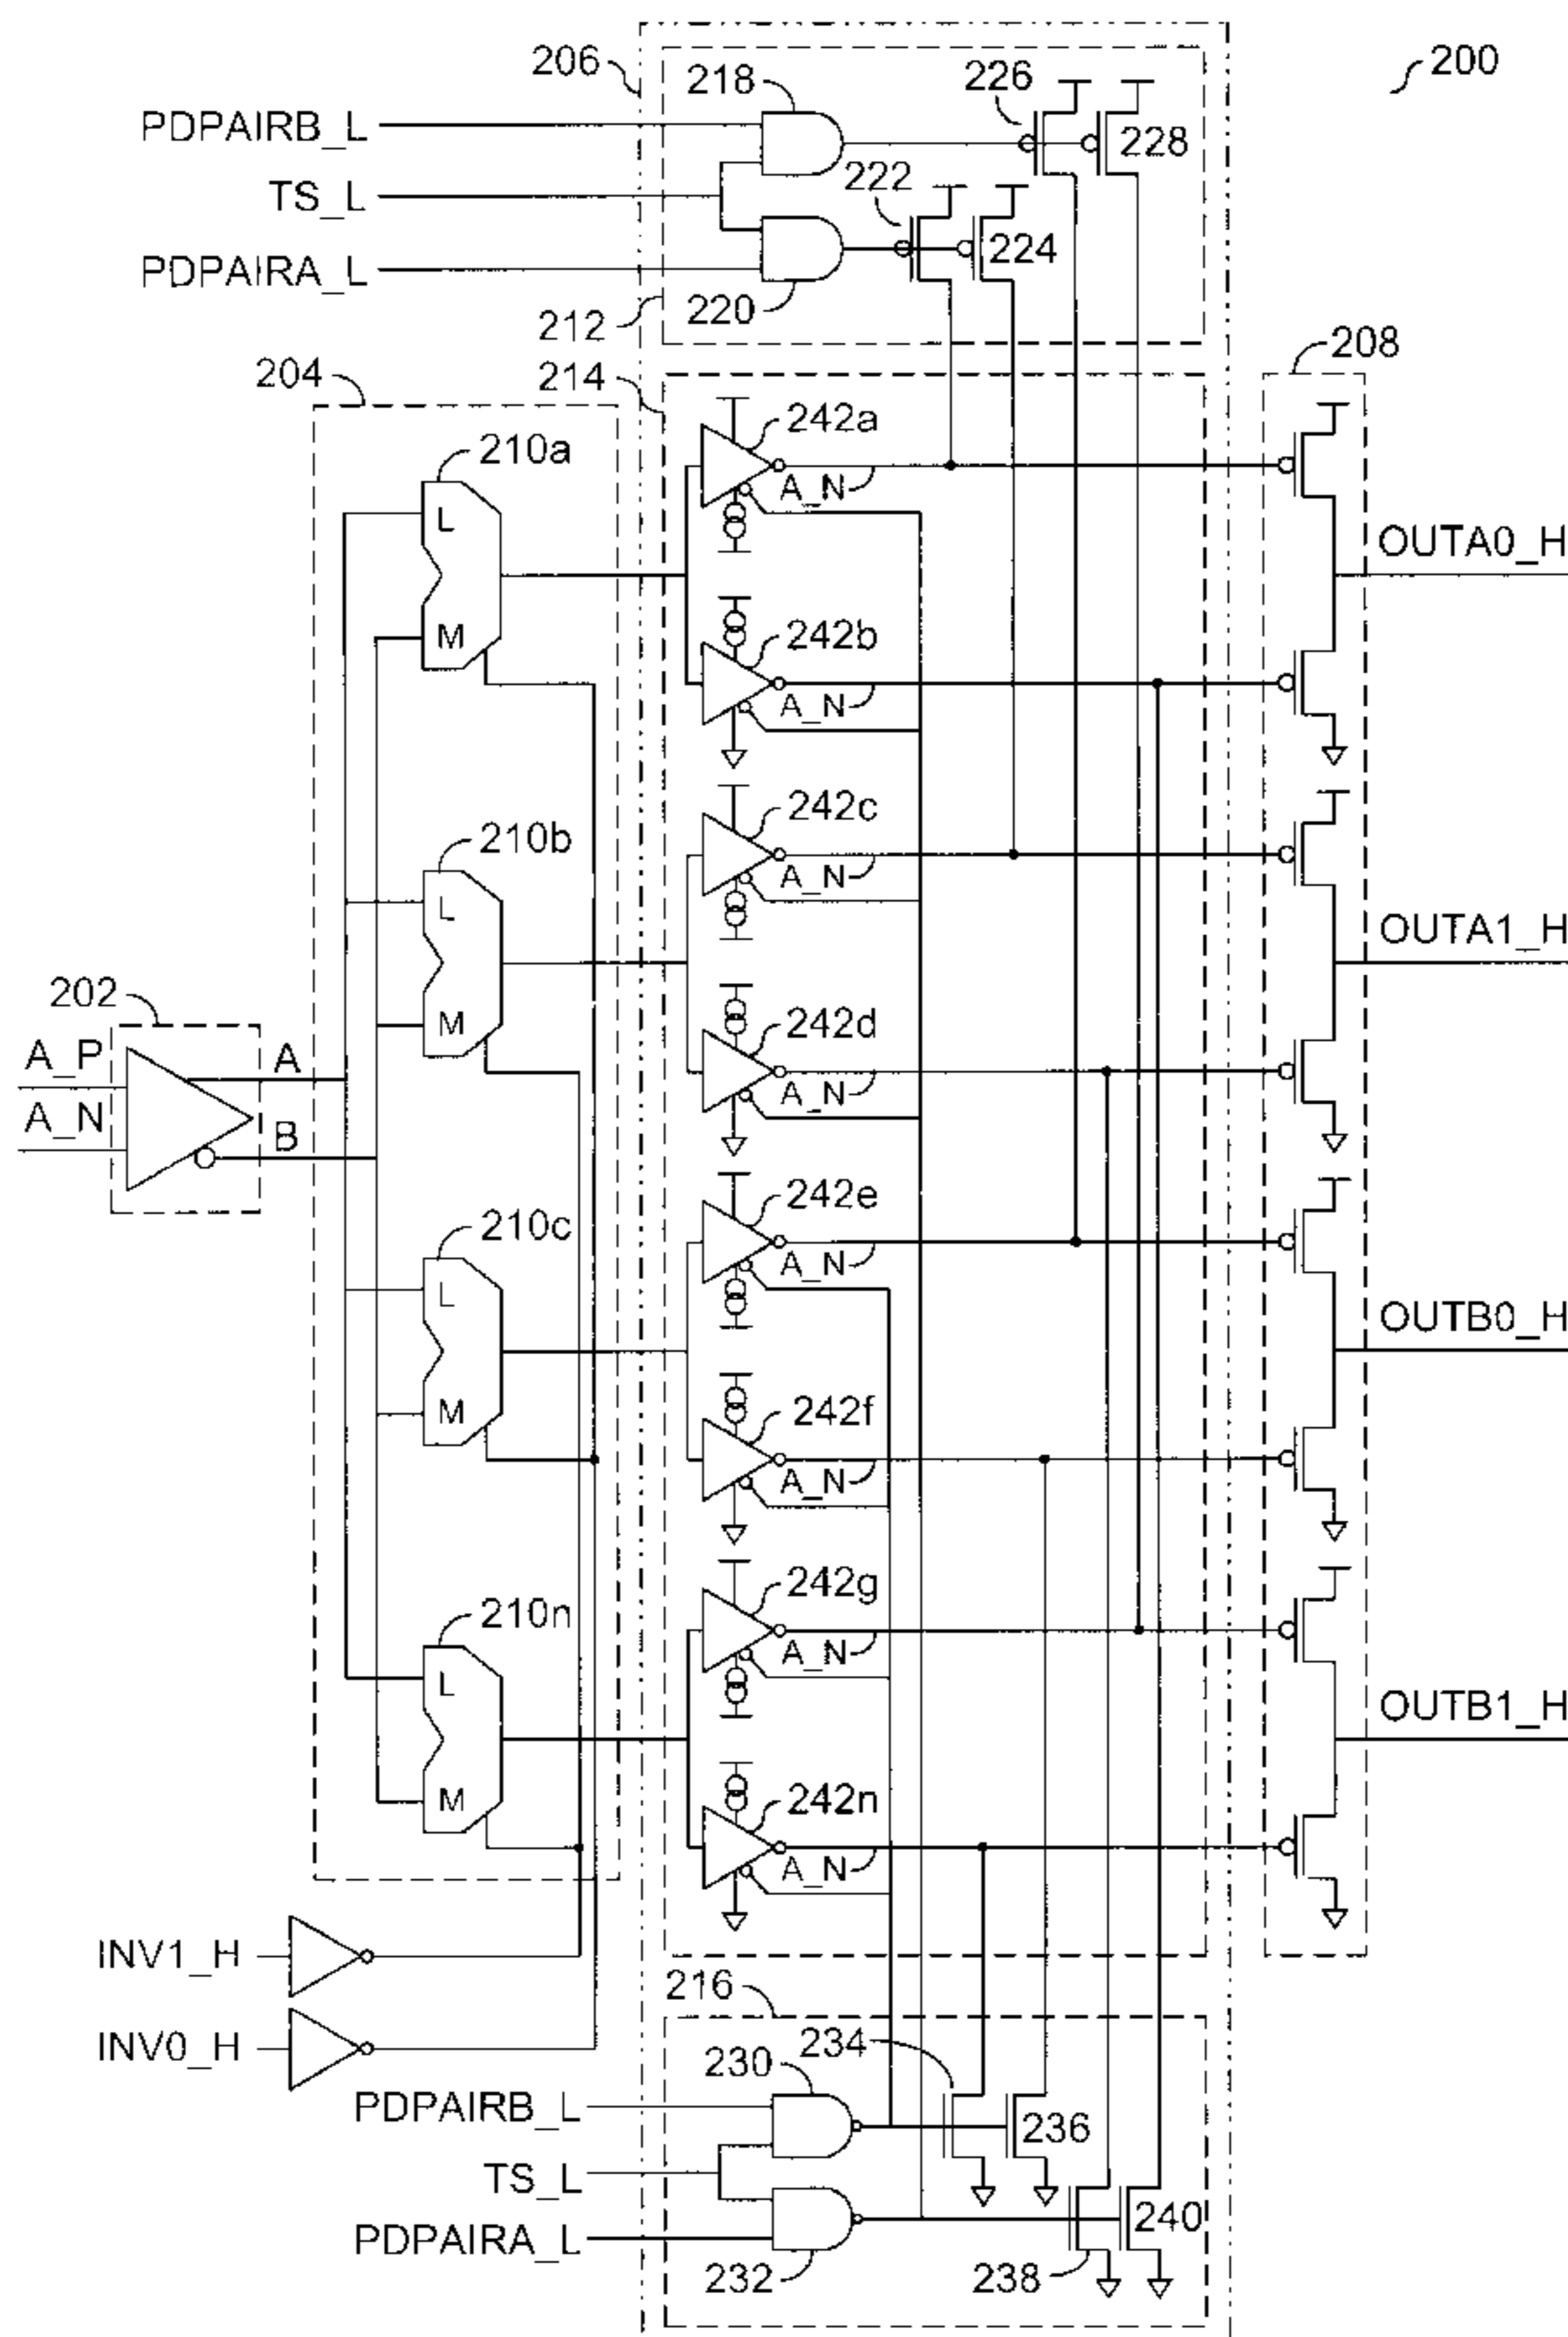 206
218
226
200
PDPAIRB_L
228
TS_L
222
224
PDPAIRA_L
220
212
204
214
208
242a
210a
A_N
L
OUTA0_H
M
242b
A_N
242c
210b
A_N
L
OUTA1_H
202
M
242d
A_P
A
A_N
A_N
B
242e
210c
A_N
L
OUTB0_H
M
242f
A_N
242g
210n
A_N
L
OUTB1_H
M
242n
A_N
INV1_H
216
INV0_H
230
234
PDPAIRB_L
236
TS_L
240
PDPAIRA_L
232
238